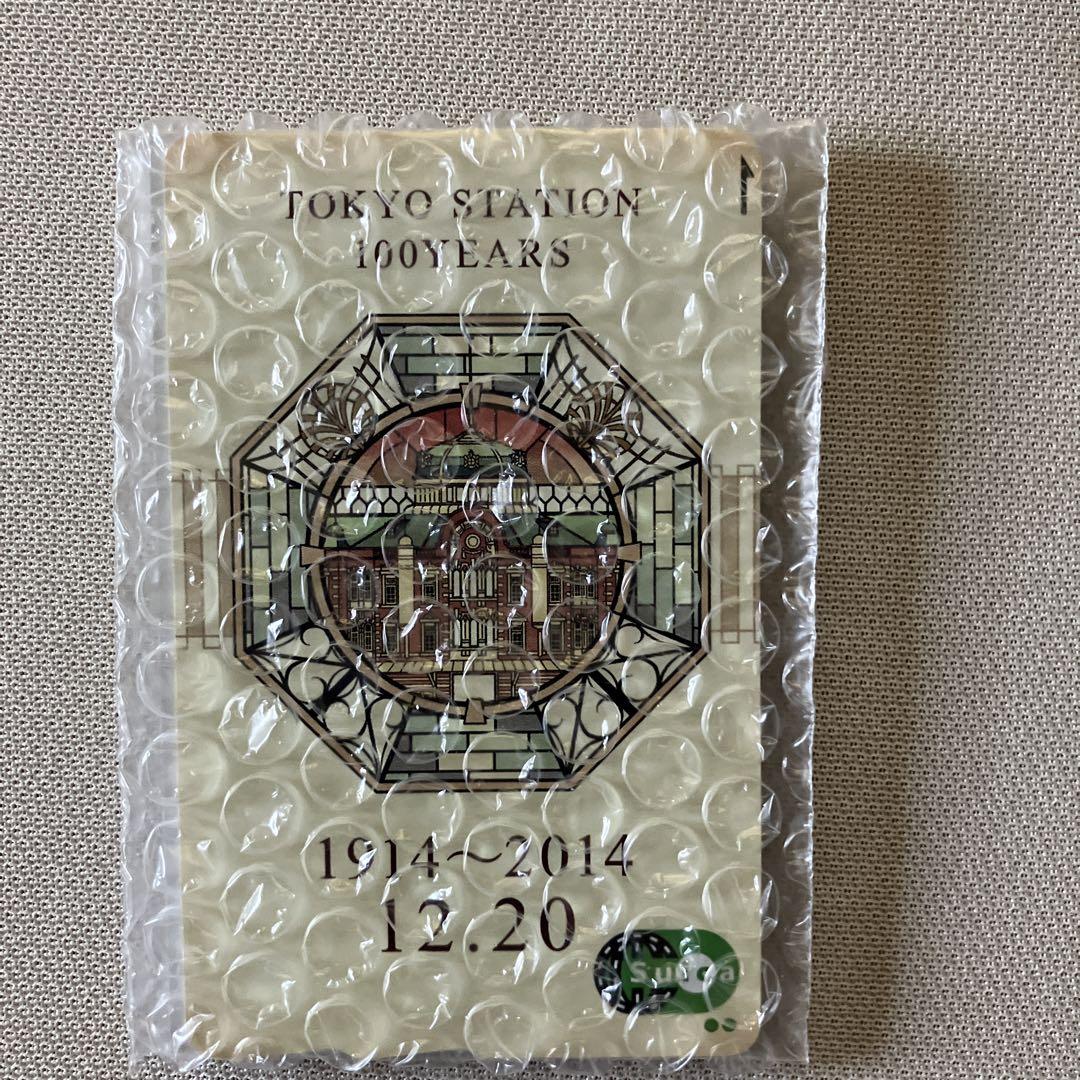 TOKYO STATION
100YEARS
1914～2014
12.20
Suica